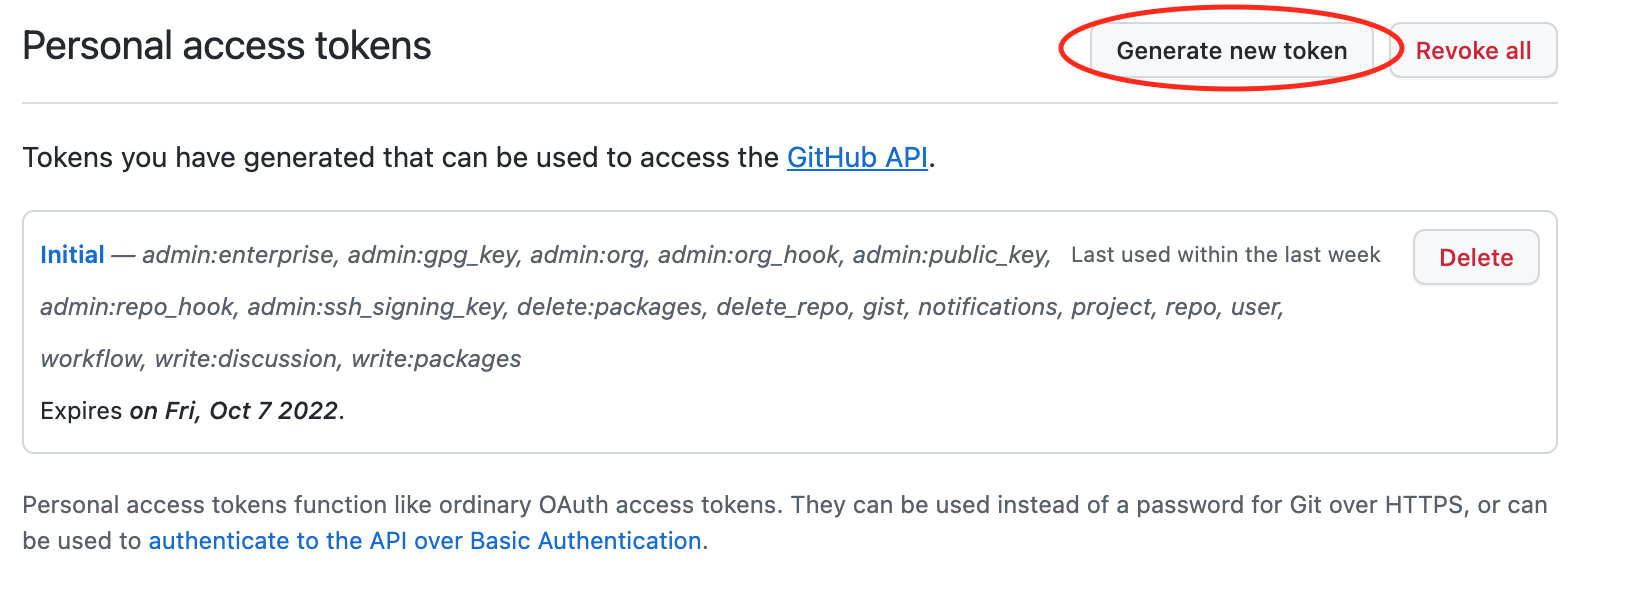 Personal access tokens
Generate new token
Revoke all
Tokens you have generated that can be used to access the GitHub API.
Initial — admin:enterprise, admin:gpg_key, admin:org, admin:org_hook, admin:public_key,
Last used within the last week
Delete
admin:repo_hook, admin:ssh_signing_key, delete:packages, delete_repo, gist, notifications, project, repo, user,
workflow, write:discussion, write:packages
Expires on Fri, Oct 7 2022.
Personal access tokens function like ordinary OAuth access tokens. They can be used instead of a password for Git over HTTPS, or can
be used to authenticate to the API over Basic Authentication.